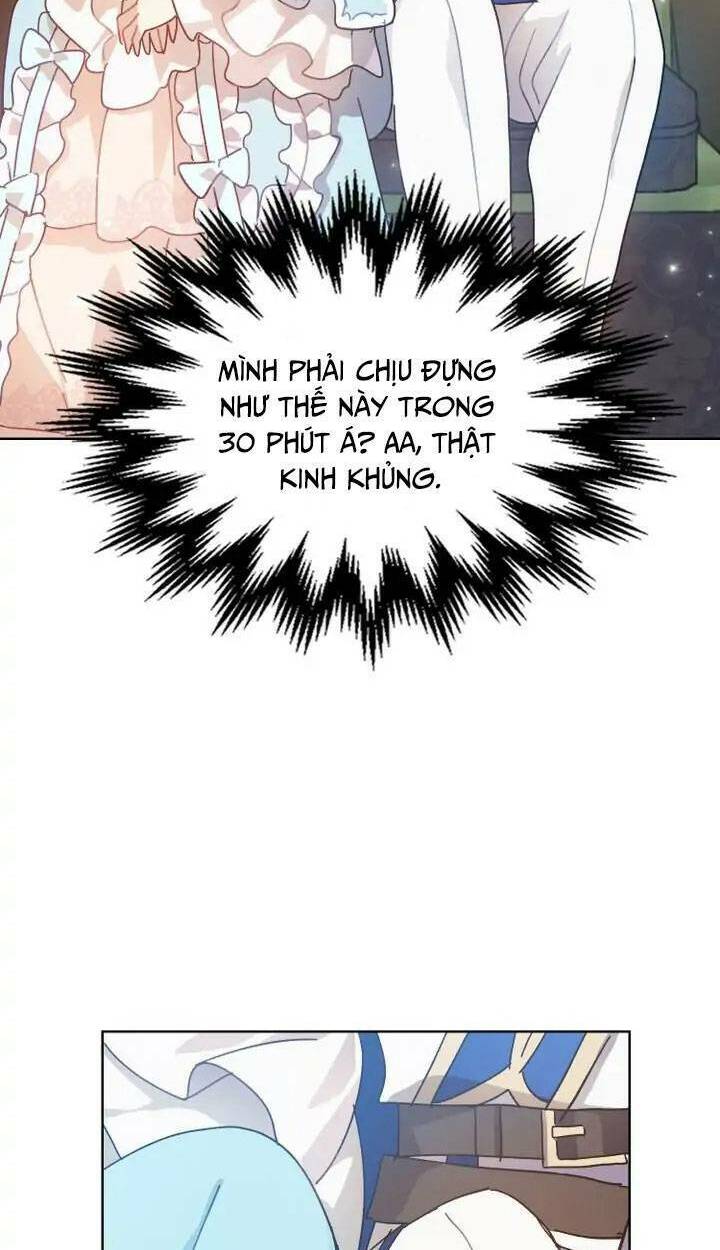 MÌNH PHẢI CHỊU ĐỰNG
NHƯ THẾ NÀY TRONG
30 PHÚT Á? AA, THẬT
KINH KHỦNG.